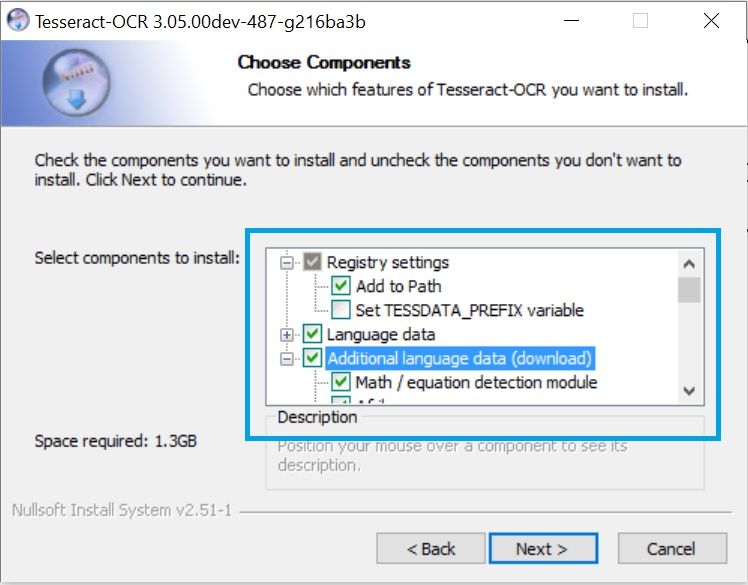 Tesseract-OCR 3.05.00dev-487-g216ba3b
Choose Components
Choose which features of Tesseract-OCR you want to install.
Check the components you want to install and uncheck the components you don't want to
install. Click Next to continue.
Select components to install:
Registry settings
Add to Path
Set TESSDATA_PREFIX variable
Language data
Additional language data (download)
Math / equation detection module
Description
Position your mouse over a component to see its
description.
Space required: 1.3GB
Nullsoft Install System v2.51-1
< Back
Next >
Cancel